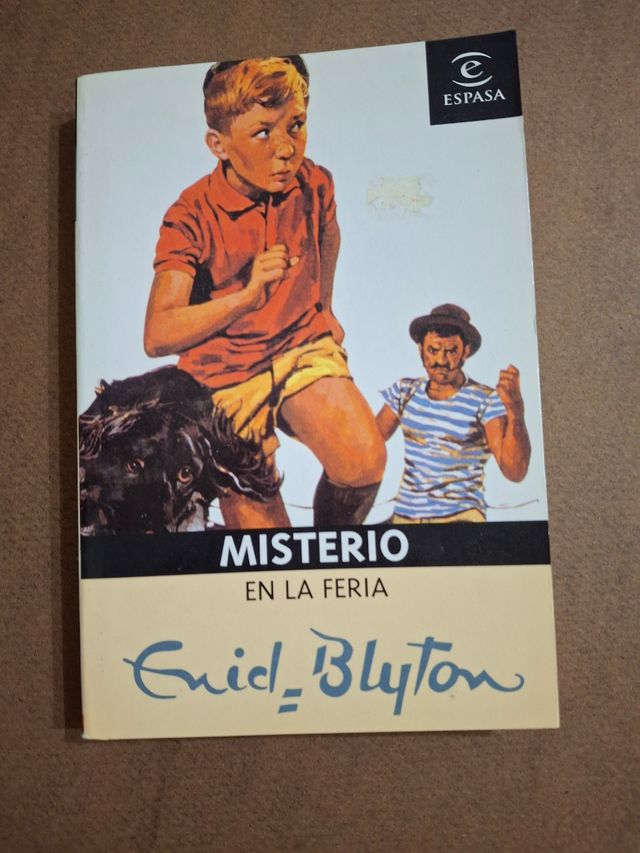 e
ESPASA
MISTERIO
EN LA FERIA
Enid Blyton